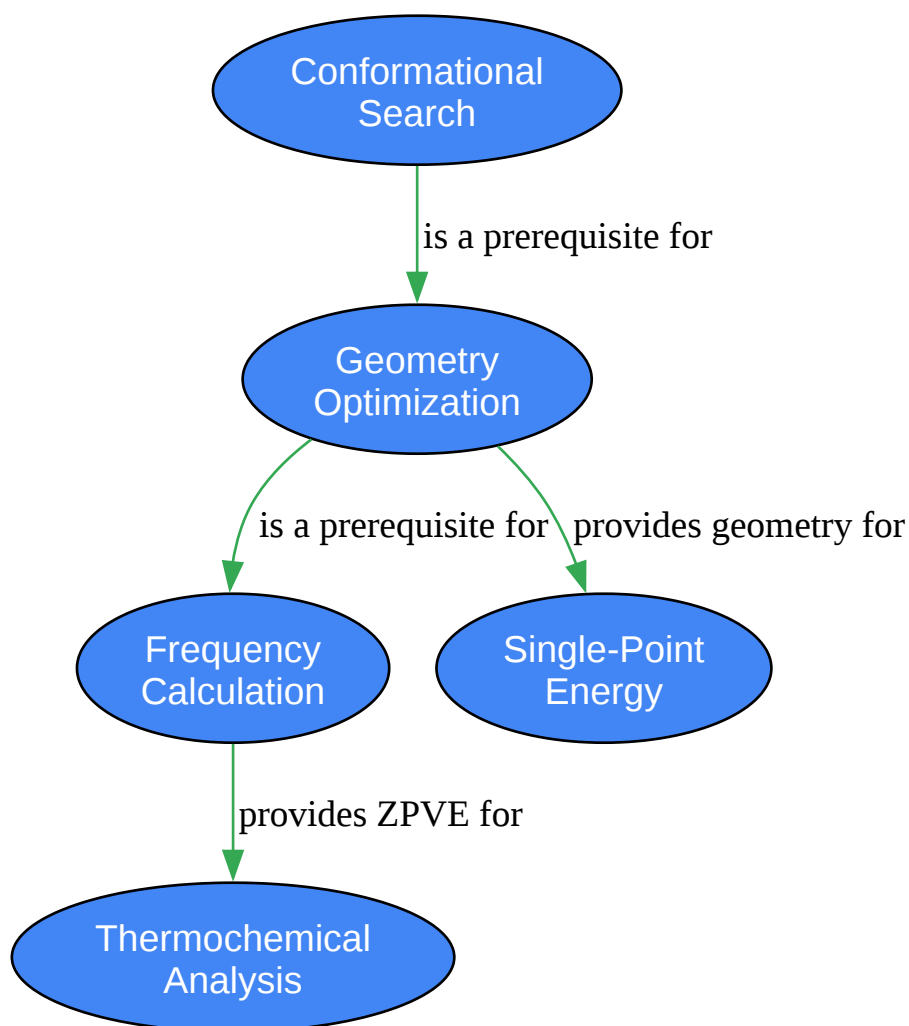 Conformational
Search
is a prerequisite for
Geometry
Optimization
is a prerequisite for
provides geometry for
Frequency
Calculation
Single-Point
Energy
provides ZPVE for
Thermochemical
Analysis